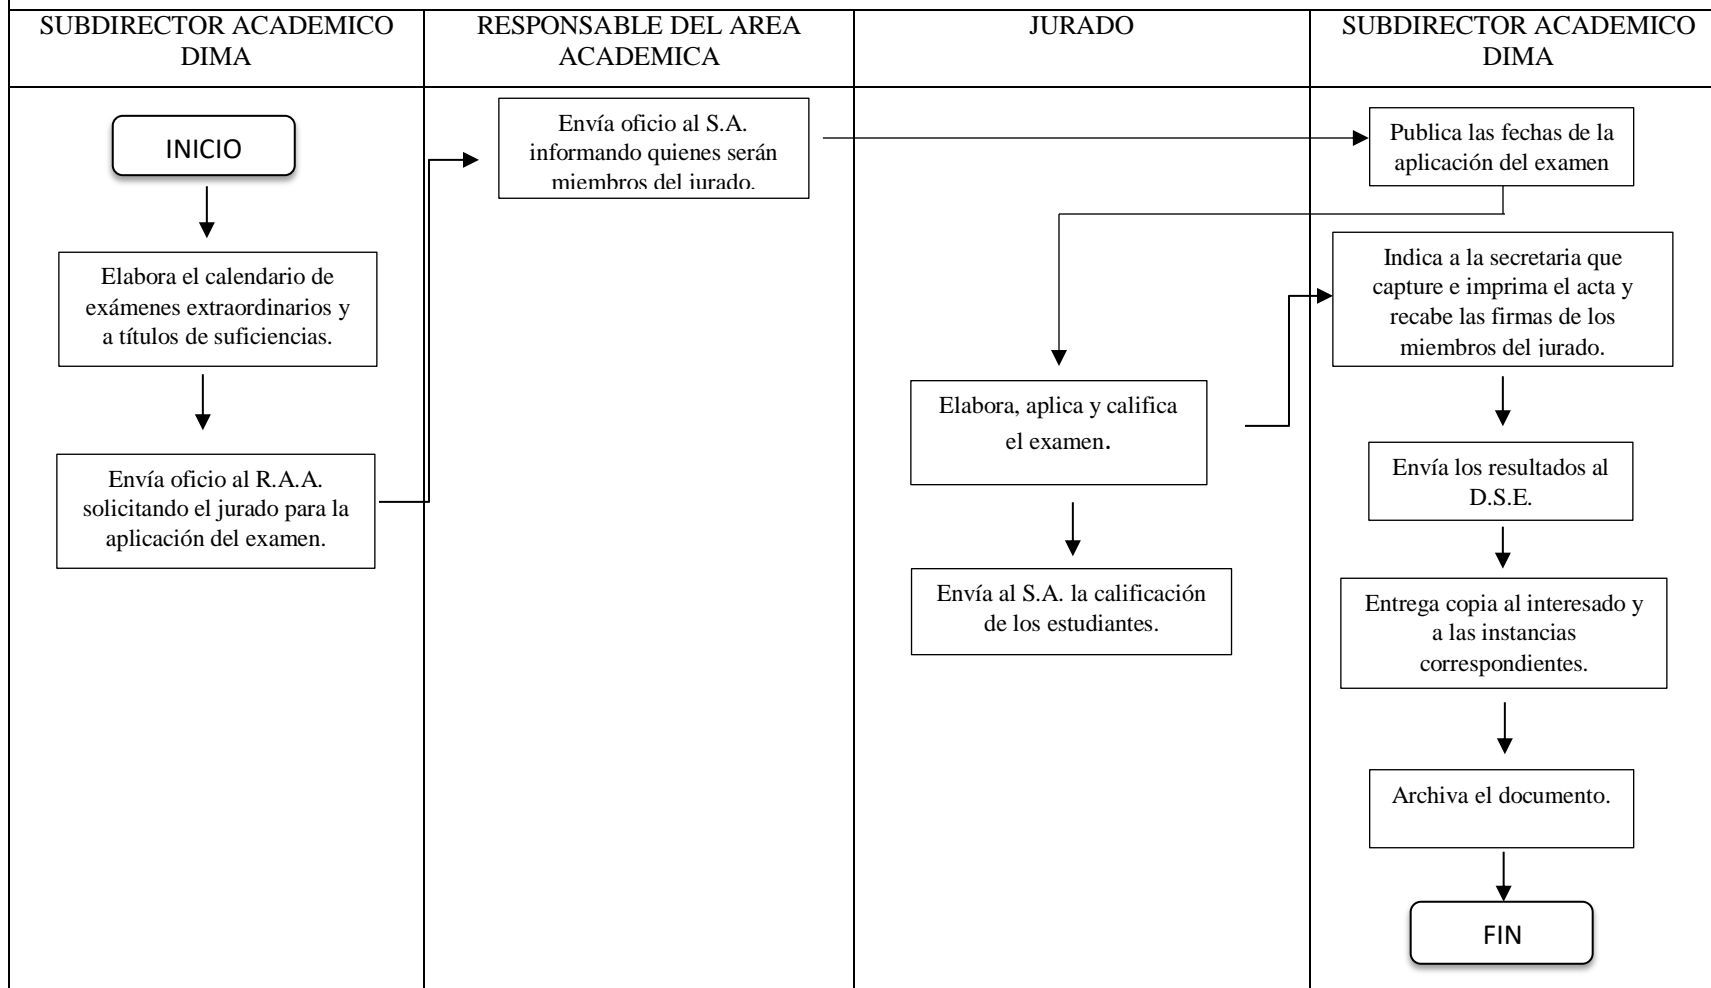 SUBDIRECTOR ACADEMICO
DIMA
RESPONSABLE DEL AREA
ACADEMICA
JURADO
SUBDIRECTOR ACADEMICO
DIMA
INICIO
Elabora el calendario de
exámenes extraordinarios y
a títulos de suficiencias.
Envía oficio al R.A.A.
solicitando el jurado para la
aplicación del examen.
Envía oficio al S.A.
informando quienes serán
miembros del jurado.
Publica las fechas de la
aplicación del examen
Elabora, aplica y califica
el examen.
Envía al S.A. la calificación
de los estudiantes.
Indica a la secretaria que
capture e imprima el acta y
recabe las firmas de los
miembros del jurado.
Envía los resultados al
D.S.E.
Entrega copia al interesado y
a las instancias
correspondientes.
Archiva el documento.
FIN